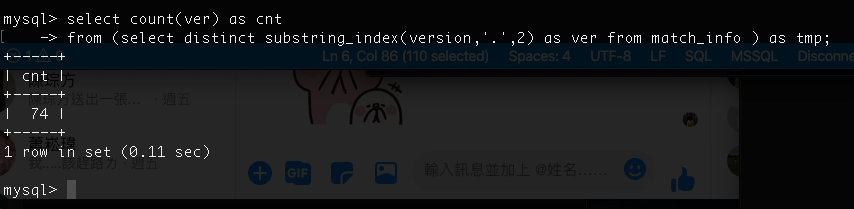 mysql> select count(ver) as cnt
    -> from (select distinct substring_index(version,'.',2) as ver from match_info ) as tmp;
Ln 6, Col 86 (110 selected) Spaces: 4 UTF-8 LF SQL MSSQL Disconne
+-----+
| cnt |
+-----+
送出一張... · 週五
|  74 |
+-----+
1 row in set (0.11 sec)
· 週五
GIF
輸入訊息並加上 @姓名......
mysql>